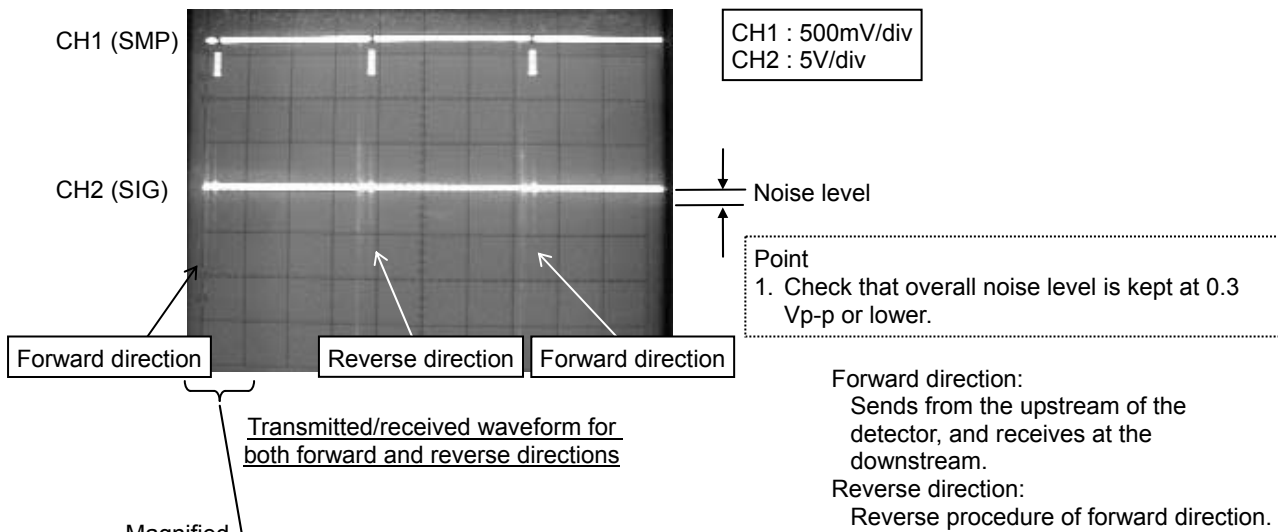 CH1 (SMP)
CH1 : 500mV/div
CH2 : 5V/div
CH2 (SIG)
Noise level
Point
1. Check that overall noise level is kept at 0.3
Vp-p or lower.
Forward direction
Reverse direction
Forward direction
Transmitted/received waveform for
both forward and reverse directions
Forward direction:
Sends from the upstream of the
detector, and receives at the
downstream.
Reverse direction:
Reverse procedure of forward direction.
Magnified